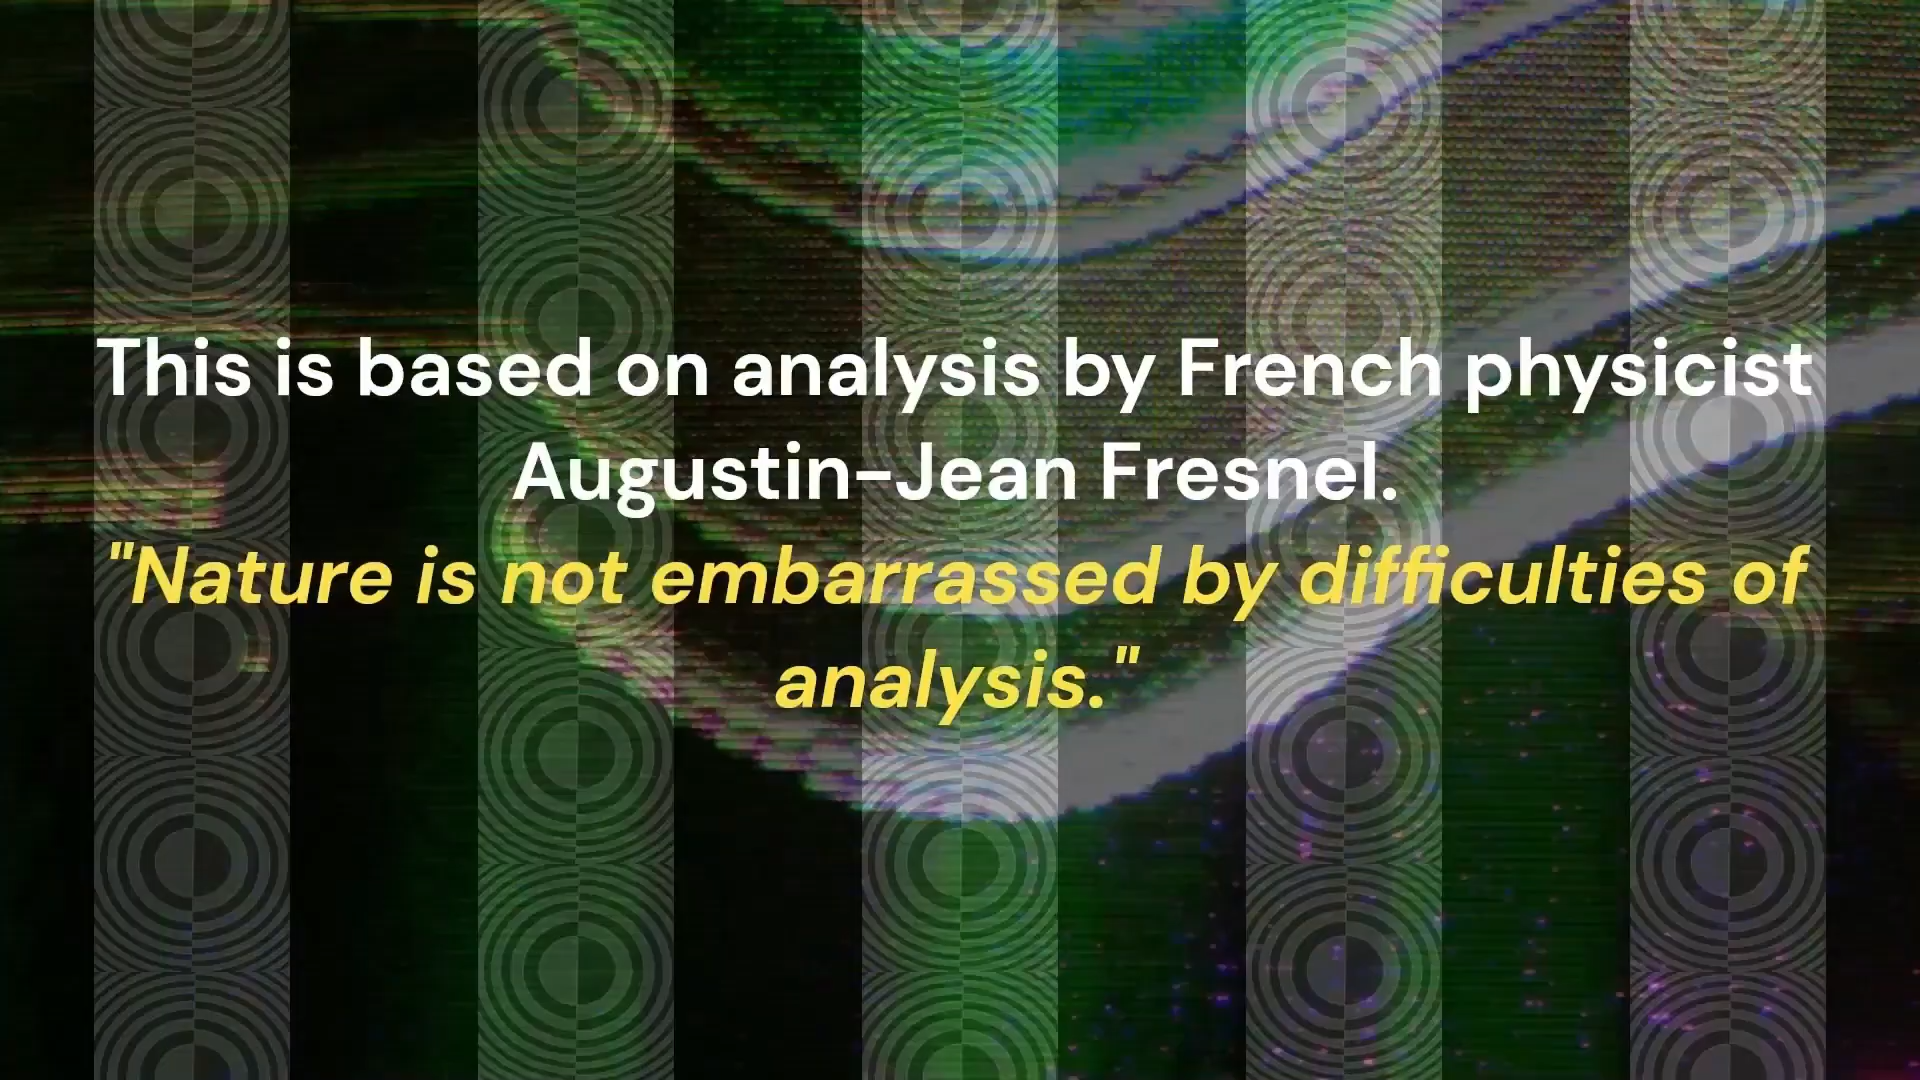 This is based on analysis by French physicist
Augustin-Jean Fresnel.
"Nature is not embarrassed by difficulties of
analysis."